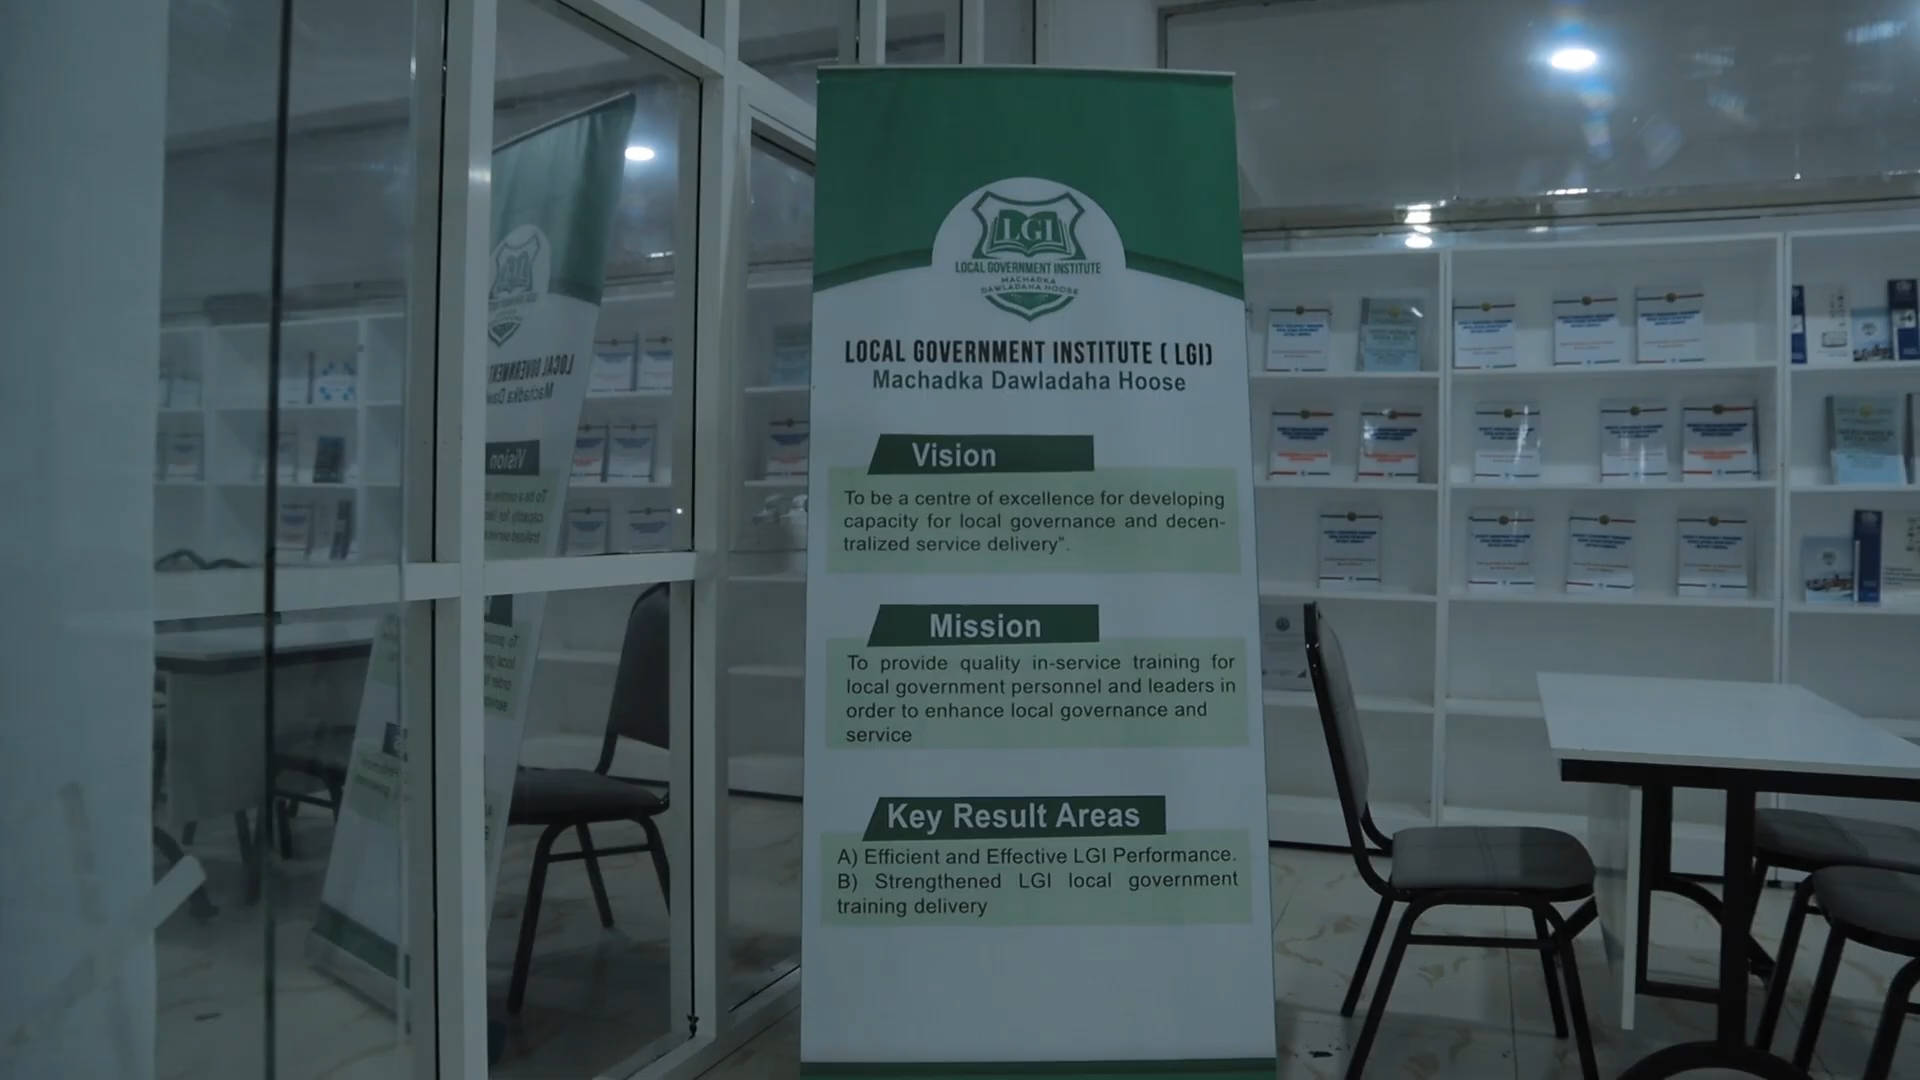 LGI
LOCAL GOVERNMENT INSTITUTE
MACHADKA
DAWLADAHA HOOSE
LOCAL GOVERNMENT INSTITUTE ( LGI)
Machadka Dawladaha Hoose
Vision
To be a centre of excellence for developing
capacity for local governance and decen-
tralized service delivery".
Mission
To provide quality in-service training for
local government personnel and leaders in
order to enhance local governance and
service
Key Result Areas
A) Efficient and Effective LGI Performance.
B) Strengthened LGI local government
training delivery